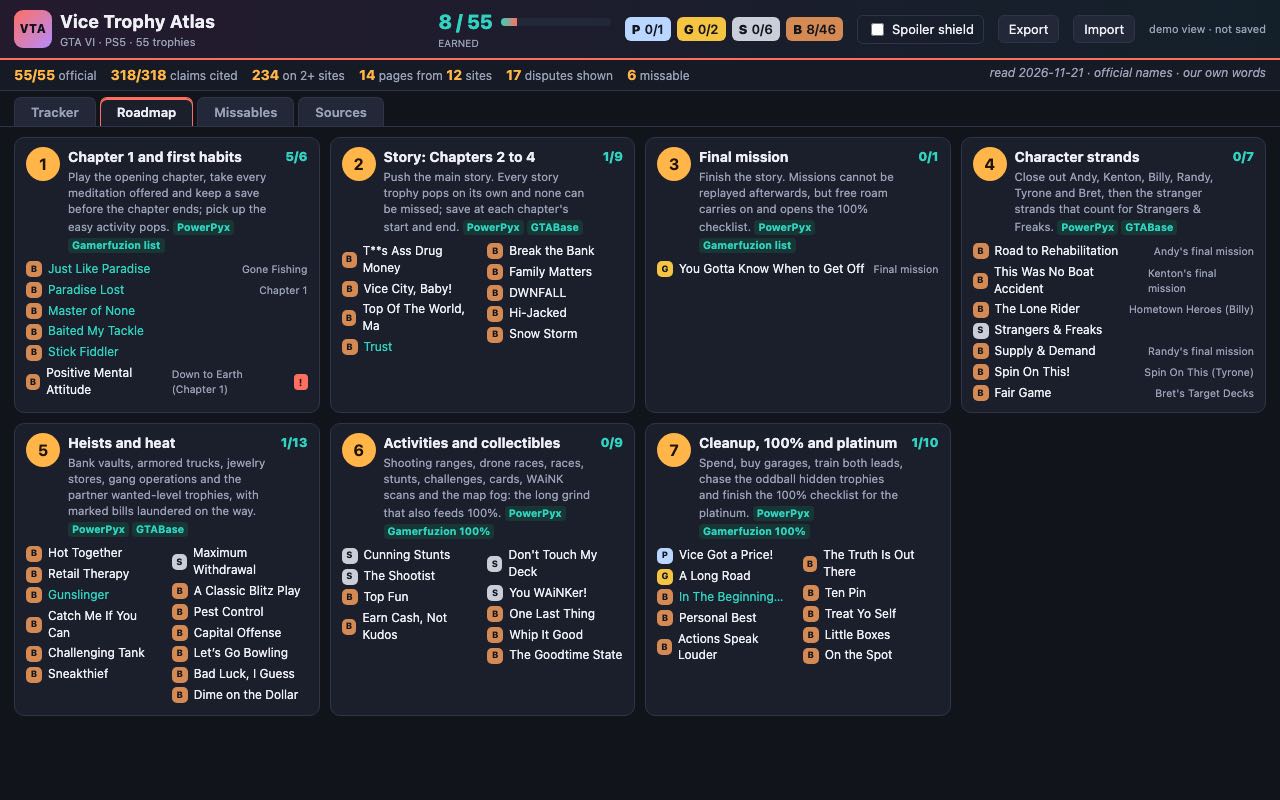 VTA
Vice Trophy Atlas
GTA VI · PS5 · 55 trophies
8 / 55
EARNED
P 0/1
G 0/2
S 0/6
B 8/46
Spoiler shield
Export
Import
demo view · not saved
55/55 official
318/318 claims cited
234 on 2+ sites
14 pages from 12 sites
17 disputes shown
6 missable
read 2026-11-21 · official names · our own words
Tracker
Roadmap
Missables
Sources
1
Chapter 1 and first habits
5/6
Play the opening chapter, take every
meditation offered and keep a save
before the chapter ends; pick up the
easy activity pops. PowerPyx
Gamerfuzion list
B Just Like Paradise Gone Fishing
B Paradise Lost Chapter 1
B Master of None
B Baited My Tackle
B Stick Fiddler
B Positive Mental
Attitude
Down to Earth
(Chapter 1)
!
2
Story: Chapters 2 to 4
1/9
Push the main story. Every story
trophy pops on its own and none can
be missed; save at each chapter's
start and end. PowerPyx GTABase
B T**s Ass Drug
Money
B Vice City, Baby!
B Top Of The World,
Ma
B Trust
B Break the Bank
B Family Matters
B DWNFALL
B Hi-Jacked
B Snow Storm
3
Final mission
0/1
Finish the story. Missions cannot be
replayed afterwards, but free roam
carries on and opens the 100%
checklist. PowerPyx
Gamerfuzion list
G You Gotta Know When to Get Off Final mission
4
Character strands
0/7
Close out Andy, Kenton, Billy, Randy,
Tyrone and Bret, then the stranger
strands that count for Strangers &
Freaks. PowerPyx GTABase
B Road to Rehabilitation Andy's final mission
B This Was No Boat
Accident
Kenton's final
mission
B The Lone Rider Hometown Heroes (Billy)
S Strangers & Freaks
B Supply & Demand Randy's final mission
B Spin On This! Spin On This (Tyrone)
B Fair Game Bret's Target Decks
5
Heists and heat
1/13
Bank vaults, armored trucks, jewelry
stores, gang operations and the
partner wanted-level trophies, with
marked bills laundered on the way.
PowerPyx GTABase
B Hot Together
B Retail Therapy
B Gunslinger
B Catch Me If You
Can
B Challenging Tank
B Sneakthief
S Maximum
Withdrawal
B A Classic Blitz Play
B Pest Control
B Capital Offense
B Let's Go Bowling
B Bad Luck, I Guess
B Dime on the Dollar
6
Activities and collectibles
0/9
Shooting ranges, drone races, races,
stunts, challenges, cards, WAiNK
scans and the map fog: the long grind
that also feeds 100%. PowerPyx
Gamerfuzion 100%
S Cunning Stunts
S The Shootist
B Top Fun
B Earn Cash, Not
Kudos
S Don't Touch My
Deck
S You WAiNKer!
B One Last Thing
B Whip It Good
B The Goodtime State
7
Cleanup, 100% and platinum
1/10
Spend, buy garages, train both leads,
chase the oddball hidden trophies
and finish the 100% checklist for the
platinum. PowerPyx
Gamerfuzion 100%
P Vice Got a Price!
G A Long Road
B In The Beginning...
B Personal Best
B Actions Speak
Louder
B The Truth Is Out
There
B Ten Pin
B Treat Yo Self
B Little Boxes
B On the Spot